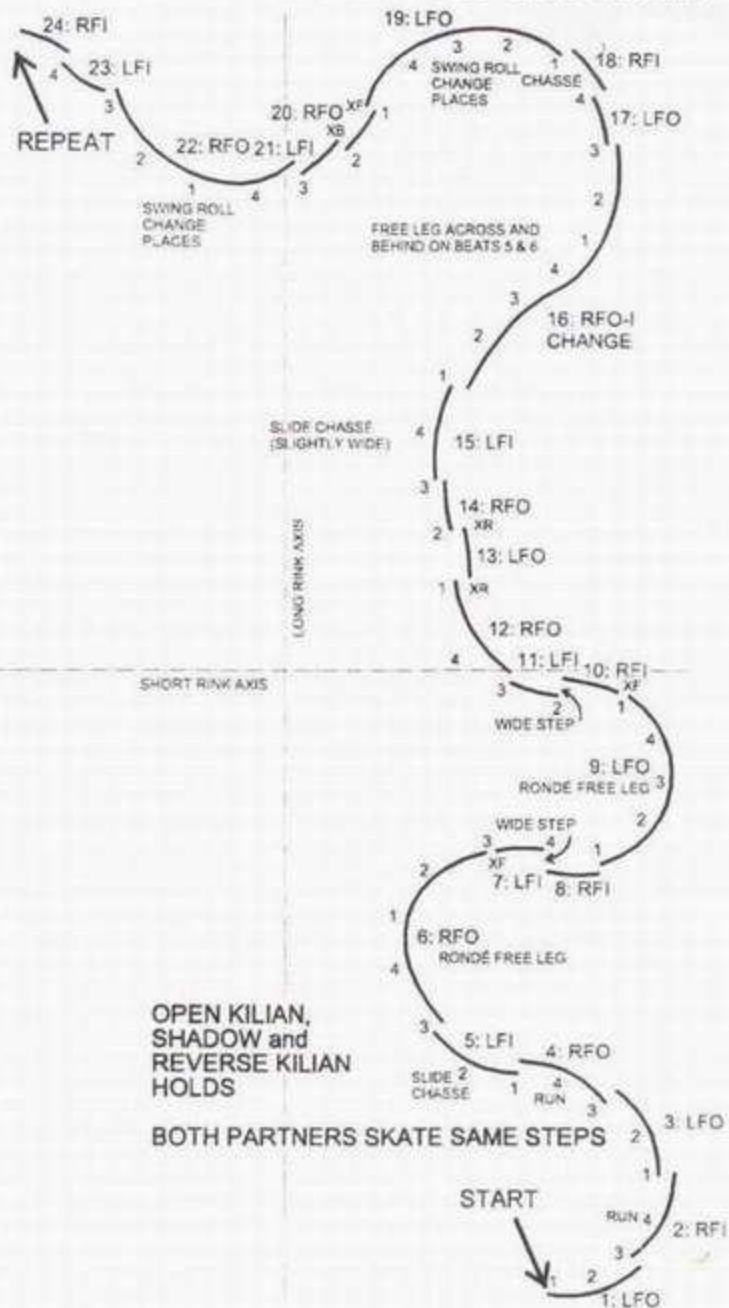 24: RFI
4
23: LFI
3
REPEAT
2
22: RFO
1
4
SWING ROLL
CHANGE
PLACES
21: LFI
3
20: RFO
XF
XB
1
2
19: LFO
4
3
2
1
SWING ROLL
CHANGE
PLACES
CHASSÉ
18: RFI
4
17: LFO
3
2
1
4
3
2
1
FREE LEG ACROSS AND
BEHIND ON BEATS 5 & 6
16: RFO-I
CHANGE
SLIDE CHASSÉ
(SLIGHTLY WIDE)
4
15: LFI
3
14: RFO
XR
2
13: LFO
1
XR
LONG RINK AXIS
12: RFO
4
11: LFI
10: RFI
XF
SHORT RINK AXIS
3
2
1
WIDE STEP
4
9: LFO
3
RONDÉ FREE LEG
2
WIDE STEP
3
4
1
XF
7: LFI
8: RFI
2
1
6: RFO
RONDÉ FREE LEG
4
3
OPEN KILIAN,
SHADOW and
REVERSE KILIAN
HOLDS
5: LFI
4: RFO
SLIDE
CHASSÉ
2
1
4
RUN
3
3: LFO
2
1
BOTH PARTNERS SKATE SAME STEPS
START
RUN
4
2: RFI
3
1
2
1: LFO